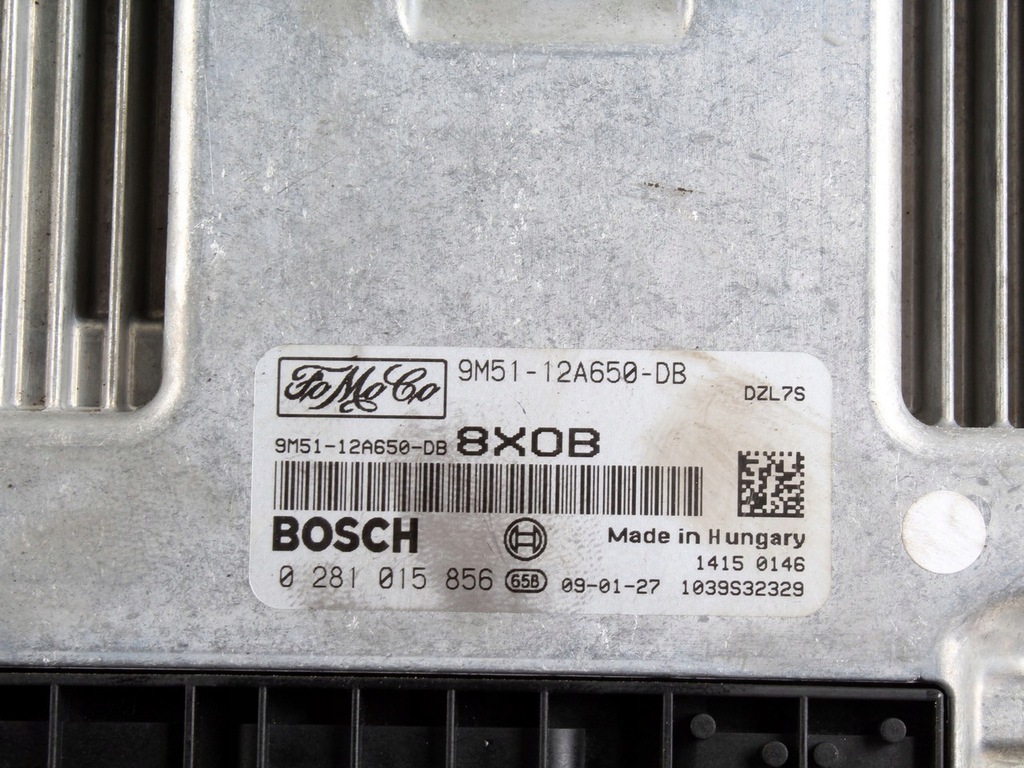 FoMoCo 9M51-12A650-DB
DZL7S
9M51-12A650-DB 8X0B
BOSCH
Made in Hungary
1415 0146
0 281 015 856 65B 09-01-27 1039S32329